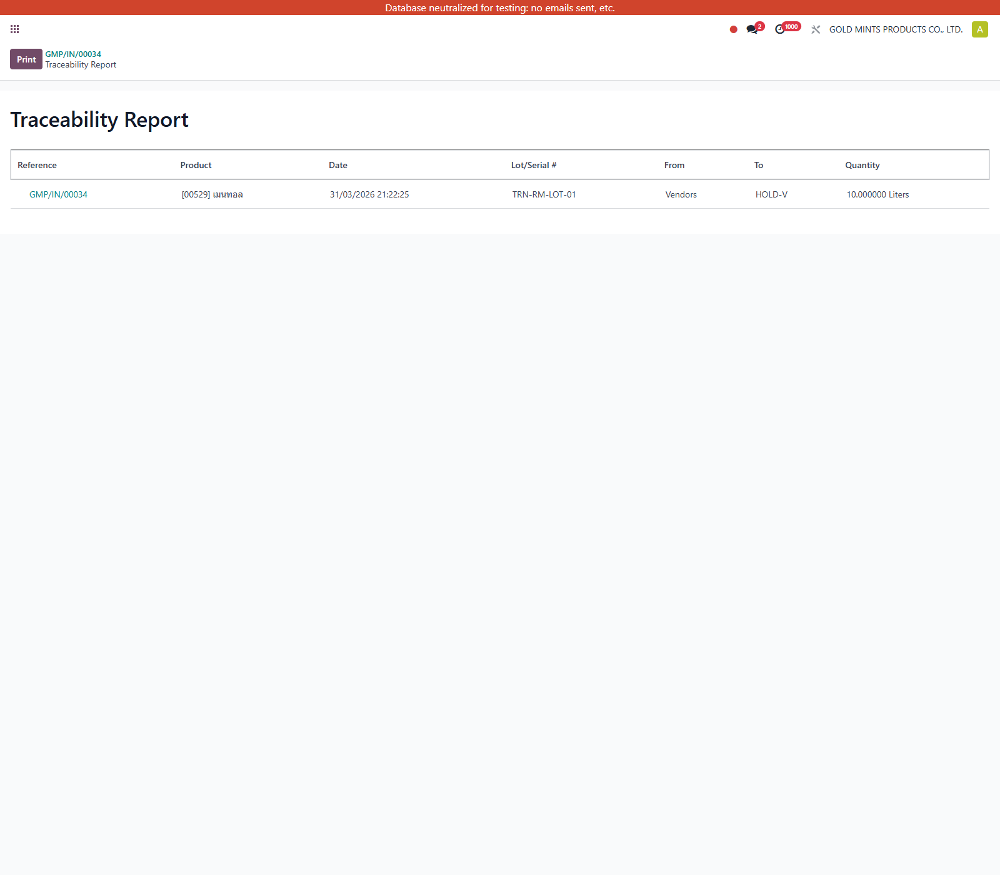 Database neutralized for testing: no emails sent, etc.
2
1000
GOLD MINTS PRODUCTS CO., LTD.
A
Print
GMP/IN/00034
Traceability Report
Traceability Report
Reference Product Date Lot/Serial # From To Quantity
GMP/IN/00034 [00529] เมนทอล 31/03/2026 21:22:25 TRN-RM-LOT-01 Vendors HOLD-V 10.000000 Liters